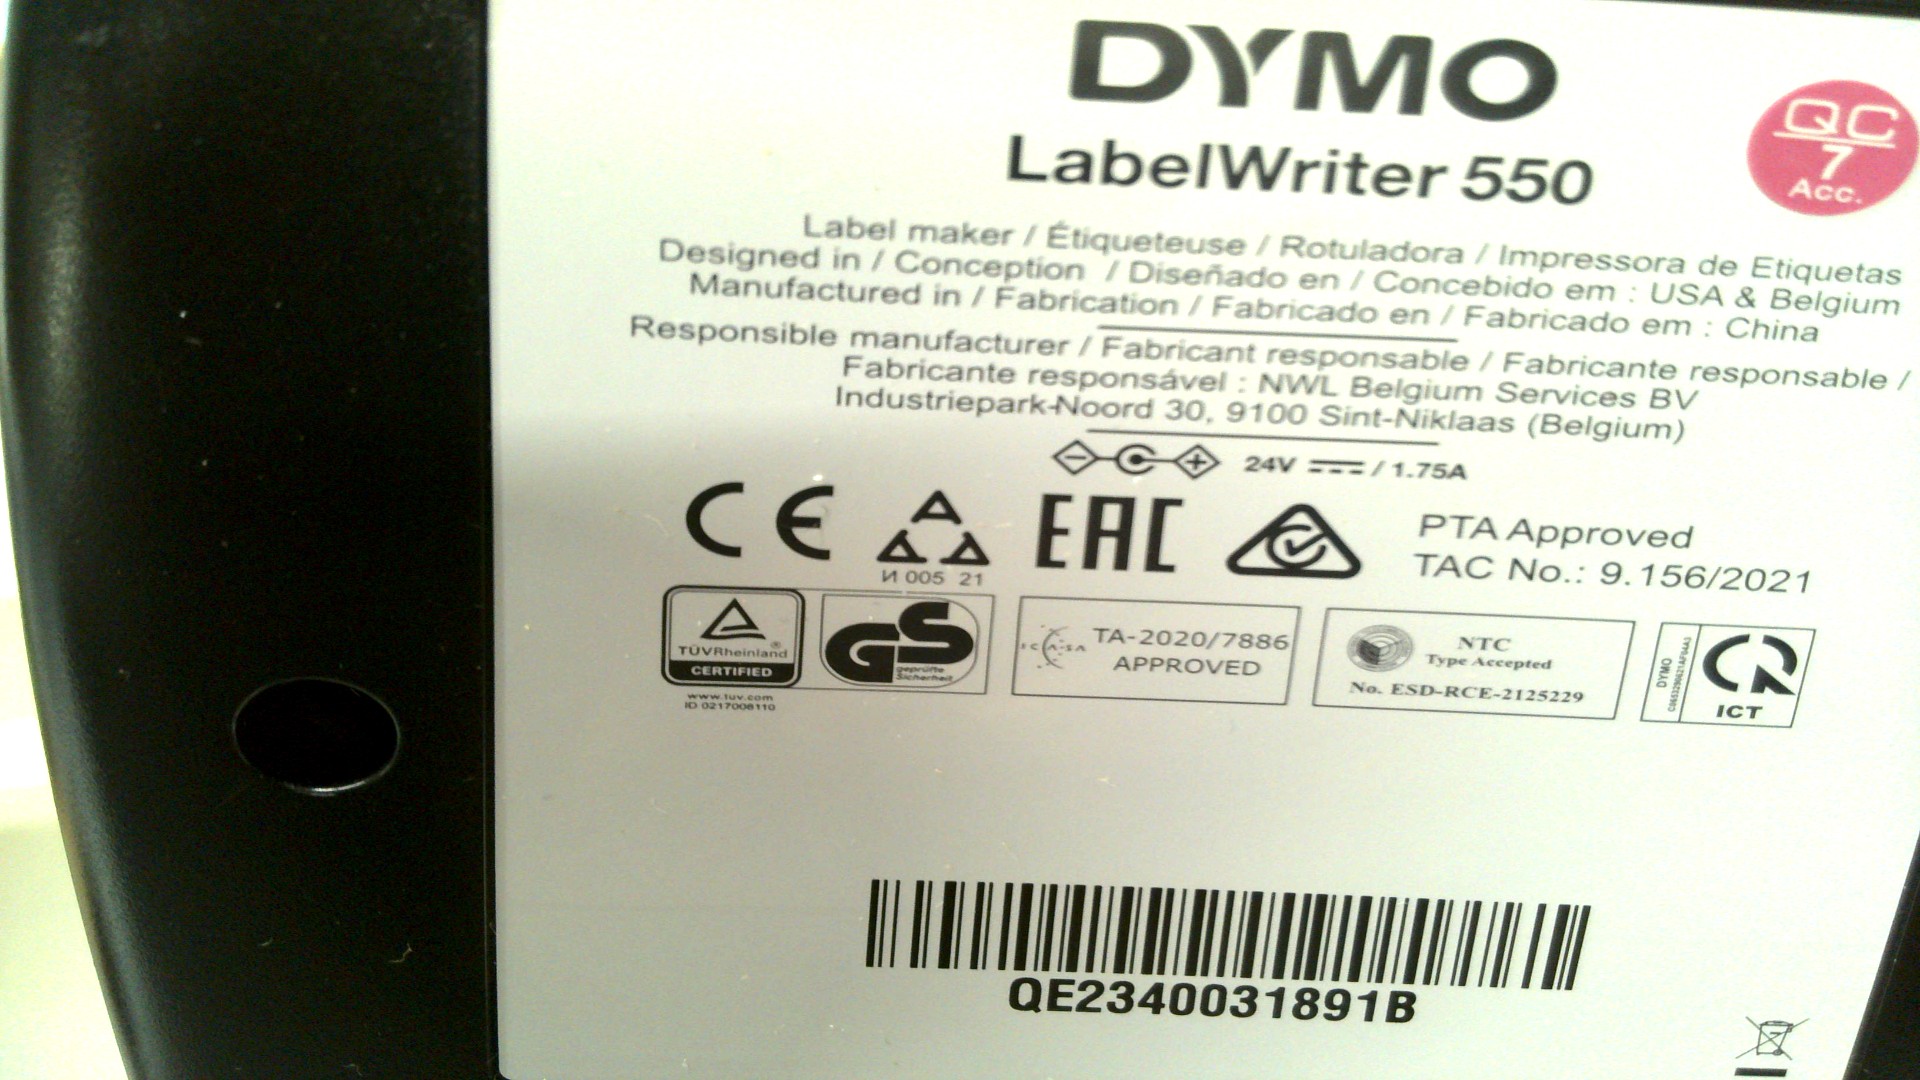 DYMO
LabelWriter 550
QC
7
Acc.
Label maker / Étiqueteuse / Rotuladora / Impressora de Etiquetas
Designed in / Conception / Diseñado en / Concebido em : USA & Belgium
Manufactured in / Fabrication / Fabricado en / Fabricado em : China
Responsible manufacturer / Fabricant responsable / Fabricante responsable /
Fabricante responsável : NWL Belgium Services BV
Industriepark-Noord 30, 9100 Sint-Niklaas (Belgium)
24V / 1.75A
CE
И 005 21
EAC
PTA Approved
TAC No.: 9.156/2021
TÜVRheinland®
CERTIFIED
www.tuv.com
ID 0217008110
GS
geprüfte
Sicherheit
ICASA
TA-2020/7886
APPROVED
NTC
Type Accepted
No. ESD-RCE-2125229
DYMO
ICT
QE2340031891B